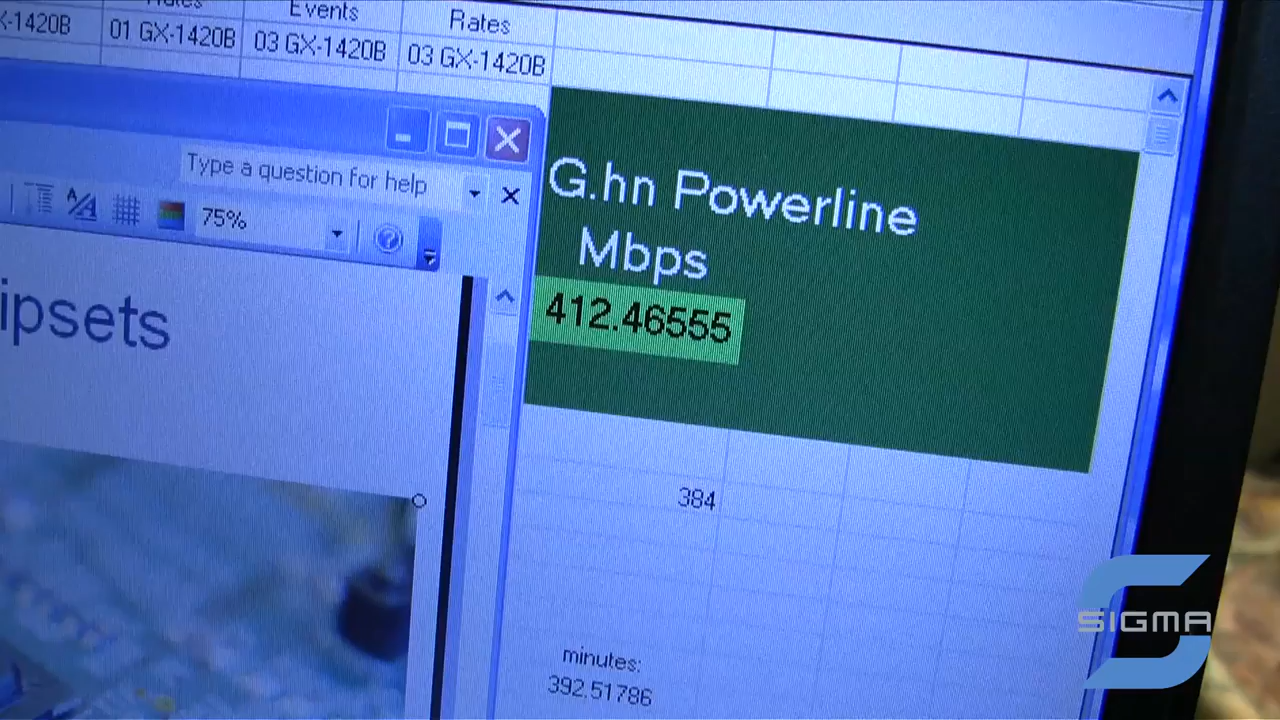 Rates
Events
Rates
X-1420B
01 GX-1420B
03 GX-1420B
03 GX-1420B
Type a question for help
75%
ipsets
G.hn Powerline
Mbps
412.46555
384
minutes:
392.51786
SIGMA